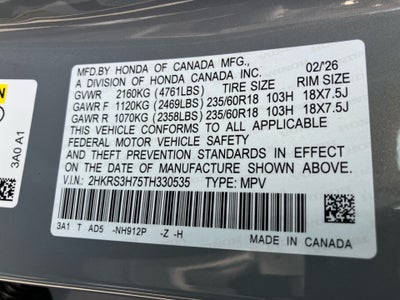 MFD.BY HONDA OF CANADA MFG., 02/26
A DIVISION OF HONDA CANADA INC.
GVWR 2160KG (4761LBS) TIRE SIZE RIM SIZE
GAWR F 1120KG (2469LBS) 235/60R18 103H 18X7.5J
GAWR R 1070KG (2358LBS) 235/60R18 103H 18X7.5J
THIS VEHICLE CONFORMS TO ALL APPLICABLE
FEDERAL MOTOR VEHICLE SAFETY
STANDARDS IN EFFECT
ON THE DATE OF MANUFACTURE SHOWN ABOVE.
V.I.N.: 2HKRS3H75TH330535 TYPE: MPV
3A1 T AD5 -NH912P -Z -H
MADE IN CANADA
3A0 A1